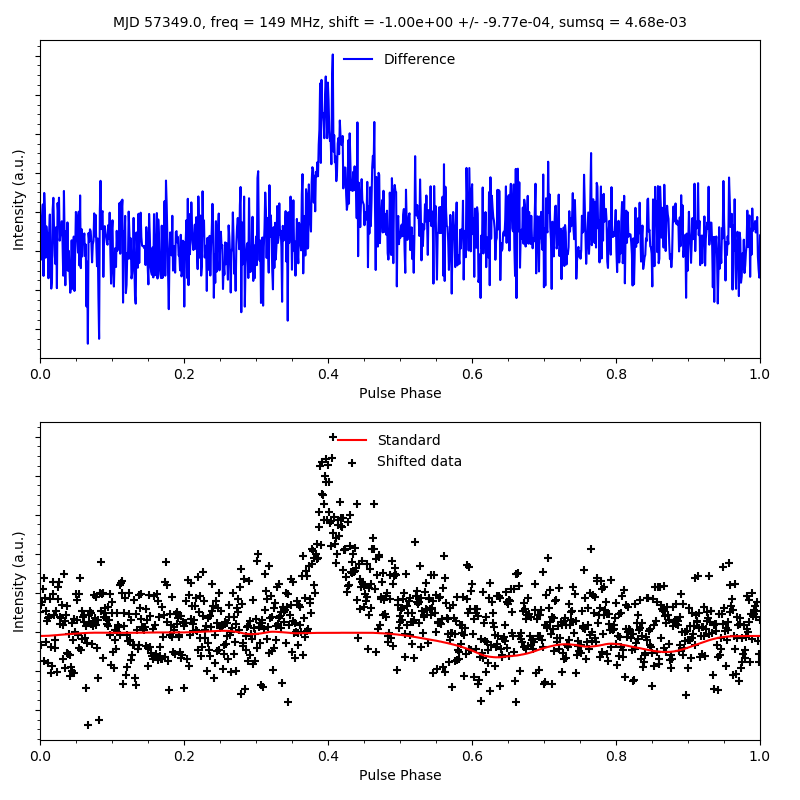 MJD 57349.0, freq = 149 MHz, shift = -1.00e+00 +/- -9.77e-04, sumsq = 4.68e-03
Difference
Intensity (a.u.)
0.0 0.2 0.4 0.6 0.8 1.0
Pulse Phase
Standard
Shifted data
Intensity (a.u.)
0.0 0.2 0.4 0.6 0.8 1.0
Pulse Phase